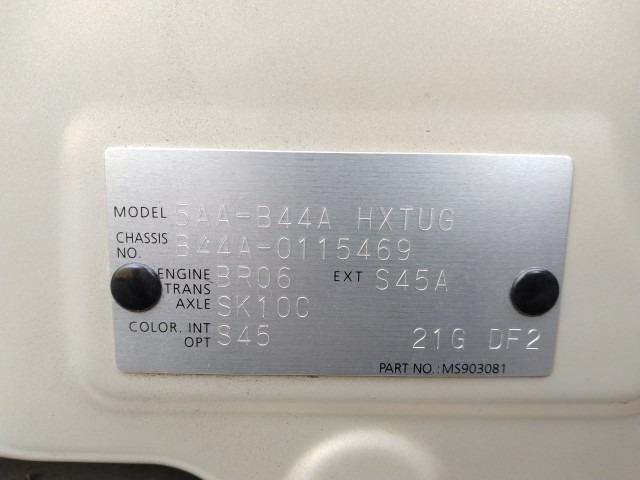 MODEL 5AA-B44A HXTUG
CHASSIS NO. B44A-0115469
ENGINE BR06 EXT S45A
TRANS AXLE SK10C
COLOR. INT S45
OPT 21G DF2
PART NO.: MS903081